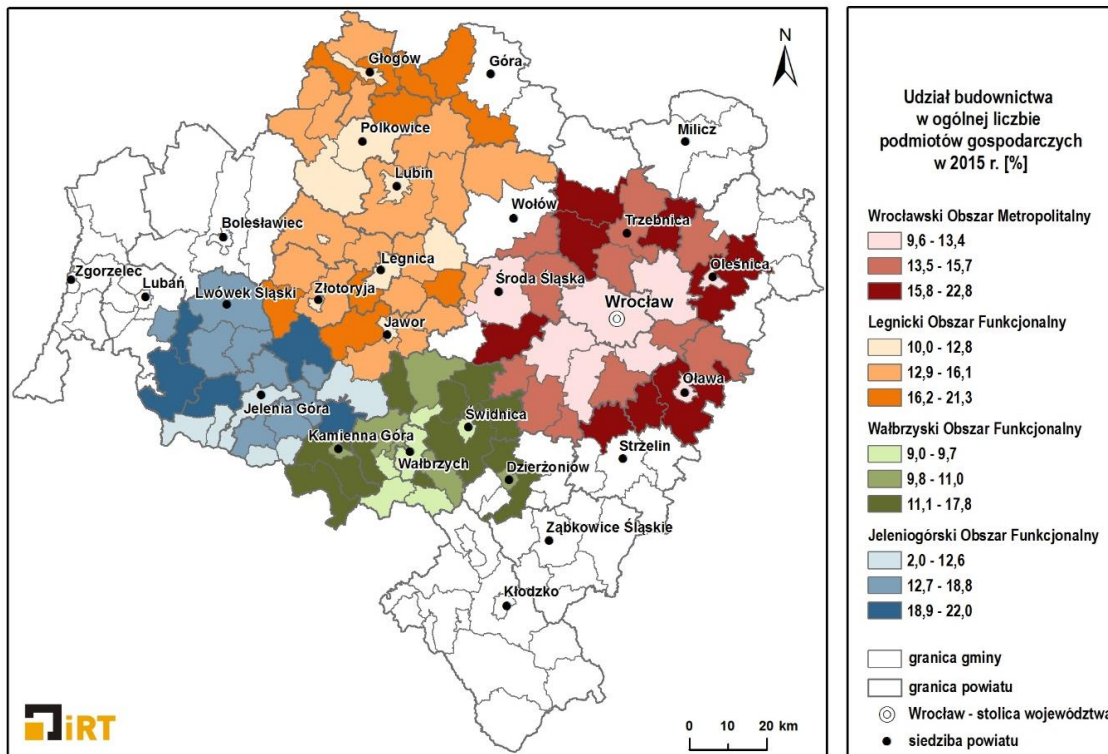 N
Głogów
Góra
Polkowice
Milicz
Lubin
Wołów
Trzebnica
Bolesławiec
Legnica
Oleśnica
Zgorzelec
Lubáń
Środa Śląska
Lwówek Śląski
Złotoryja
Wrocław
Jawor
Oława
Jelenia Góra
Świdnica
Kamienna Góra
Wałbrzych
Strzelin
Dzierżoniów
Ząbkowice Śląskie
Kłodzko
iRT
0 10 20 km
Udział budownictwa
w ogólnej liczbie
podmiotów gospodarczych
w 2015 r. [%]
Wrocławski Obszar Metropolitalny
9,6 - 13,4
13,5 - 15,7
15,8 - 22,8
Legnicki Obszar Funkcjonalny
10,0 - 12,8
12,9 - 16,1
16,2 - 21,3
Wałbrzyski Obszar Funkcjonalny
9,0 - 9,7
9,8 - 11,0
11,1 - 17,8
Jeleniogórski Obszar Funkcjonalny
2,0 - 12,6
12,7 - 18,8
18,9 - 22,0
granica gminy
granica powiatu
Wrocław - stolica województwa
siedziba powiatu